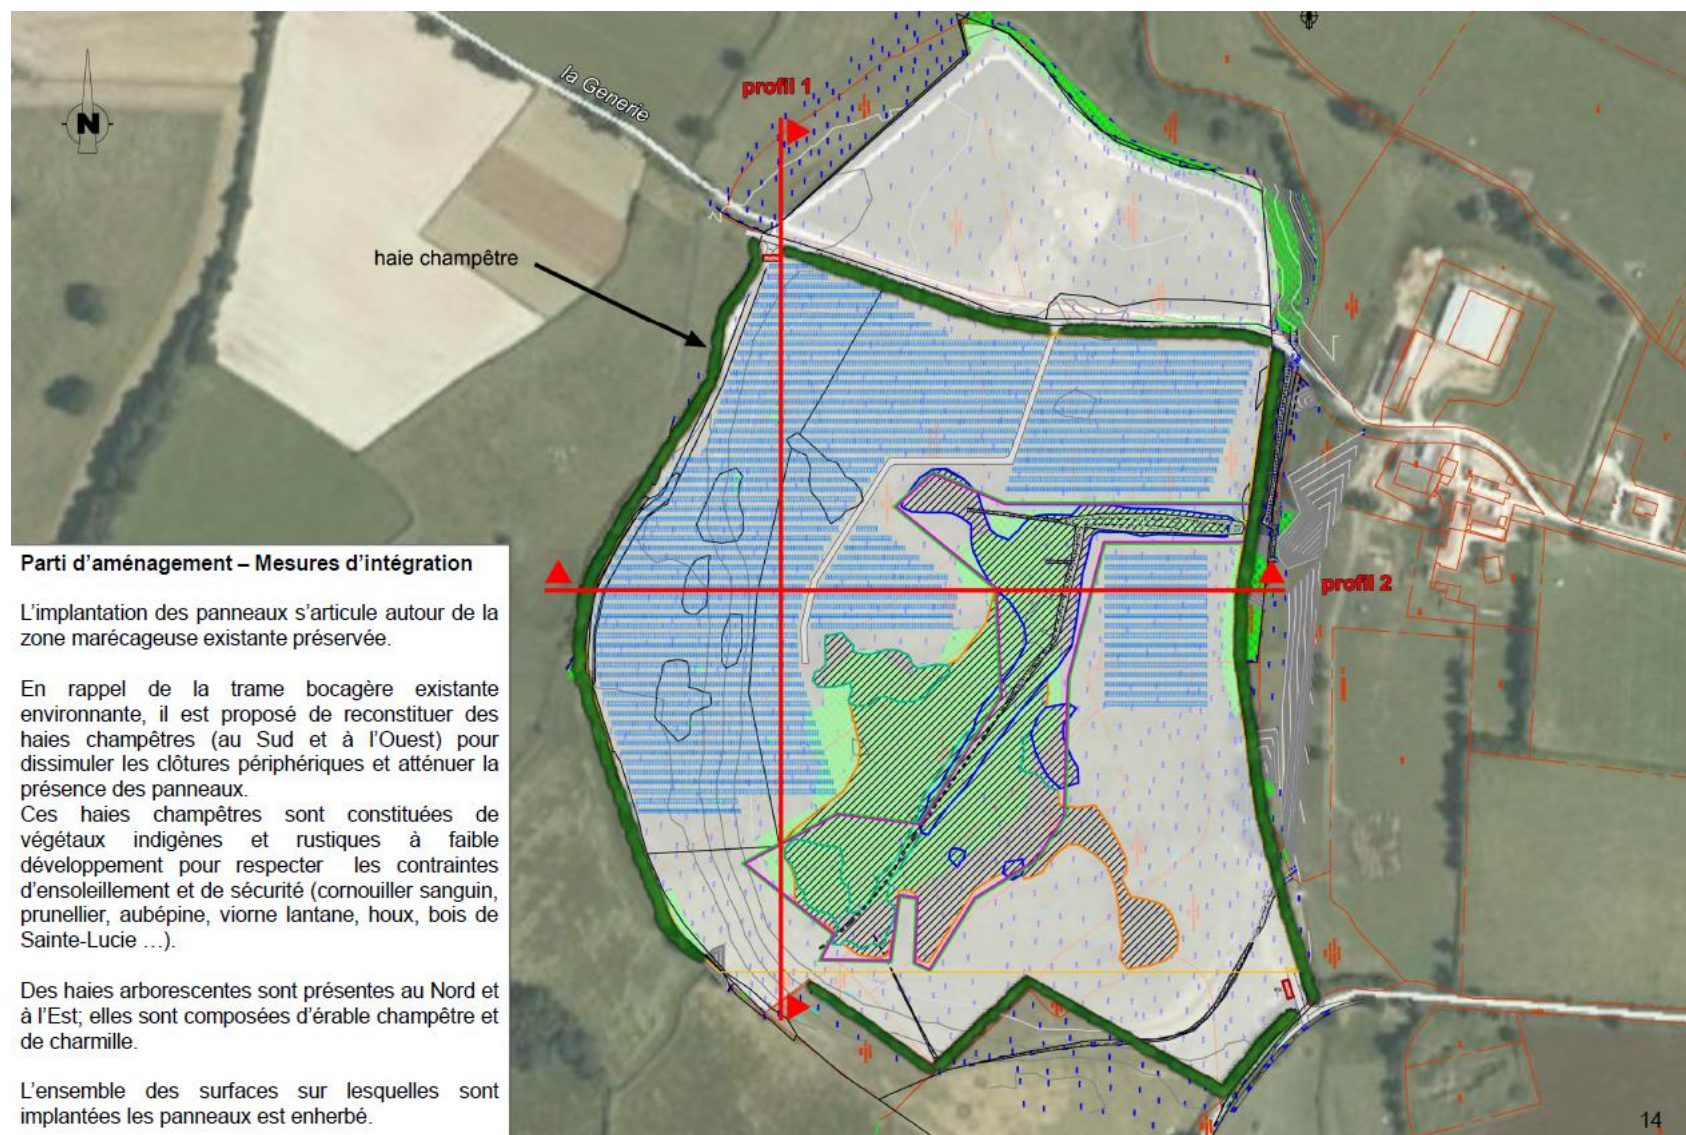 la Generie
profil 1
N
haie champêtre
profil 2
Parti d'aménagement – Mesures d'intégration
L'implantation des panneaux s'articule autour de la
zone marécageuse existante préservée.
En rappel de la trame bocagère existante
environnante, il est proposé de reconstituer des
haies champêtres (au Sud et à l'Ouest) pour
dissimuler les clôtures périphériques et atténuer la
présence des panneaux.
Ces haies champêtres sont constituées de
végétaux indigènes et rustiques à faible
développement pour respecter les contraintes
d'ensoleillement et de sécurité (cornouiller sanguin,
prunellier, aubépine, viorne lantane, houx, bois de
Sainte-Lucie …).
Des haies arborescentes sont présentes au Nord et
à l'Est; elles sont composées d'érable champêtre et
de charmille.
L'ensemble des surfaces sur lesquelles sont
implantées les panneaux est enherbé.
14